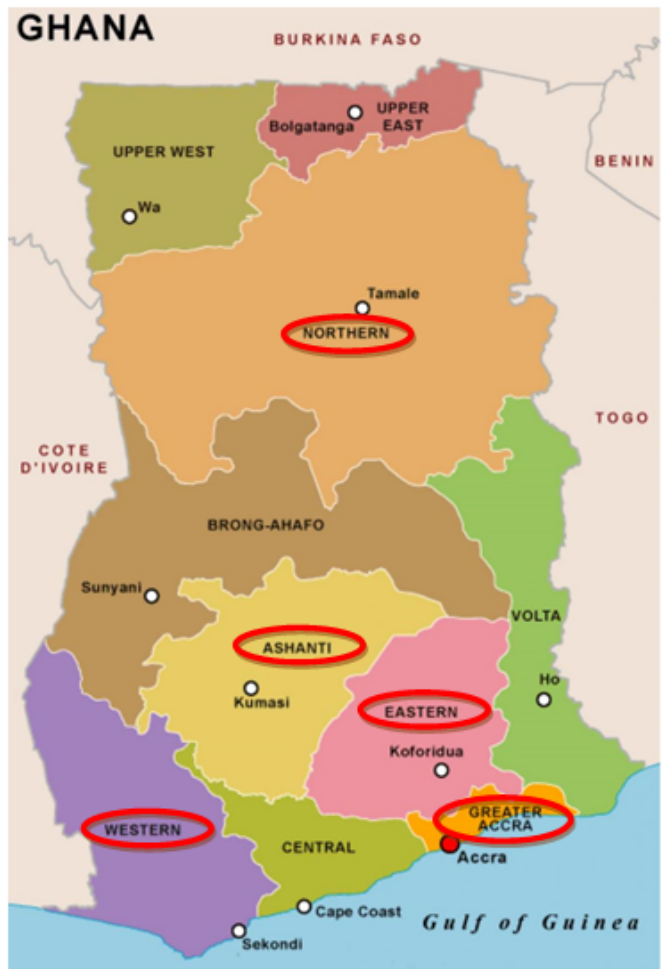 GHANA
BURKINA FASO
UPPER
EAST
Bolgatanga
UPPER WEST
BENIN
Wa
Tamale
NORTHERN
TOGO
COTE
D'IVOIRE
BRONG-AHAFO
Sunyani
VOLTA
ASHANTI
Ho
Kumasi
EASTERN
Koforidua
GREATER
ACCRA
WESTERN
CENTRAL
Accra
Cape Coast
Gulf of Guinea
Sekondi